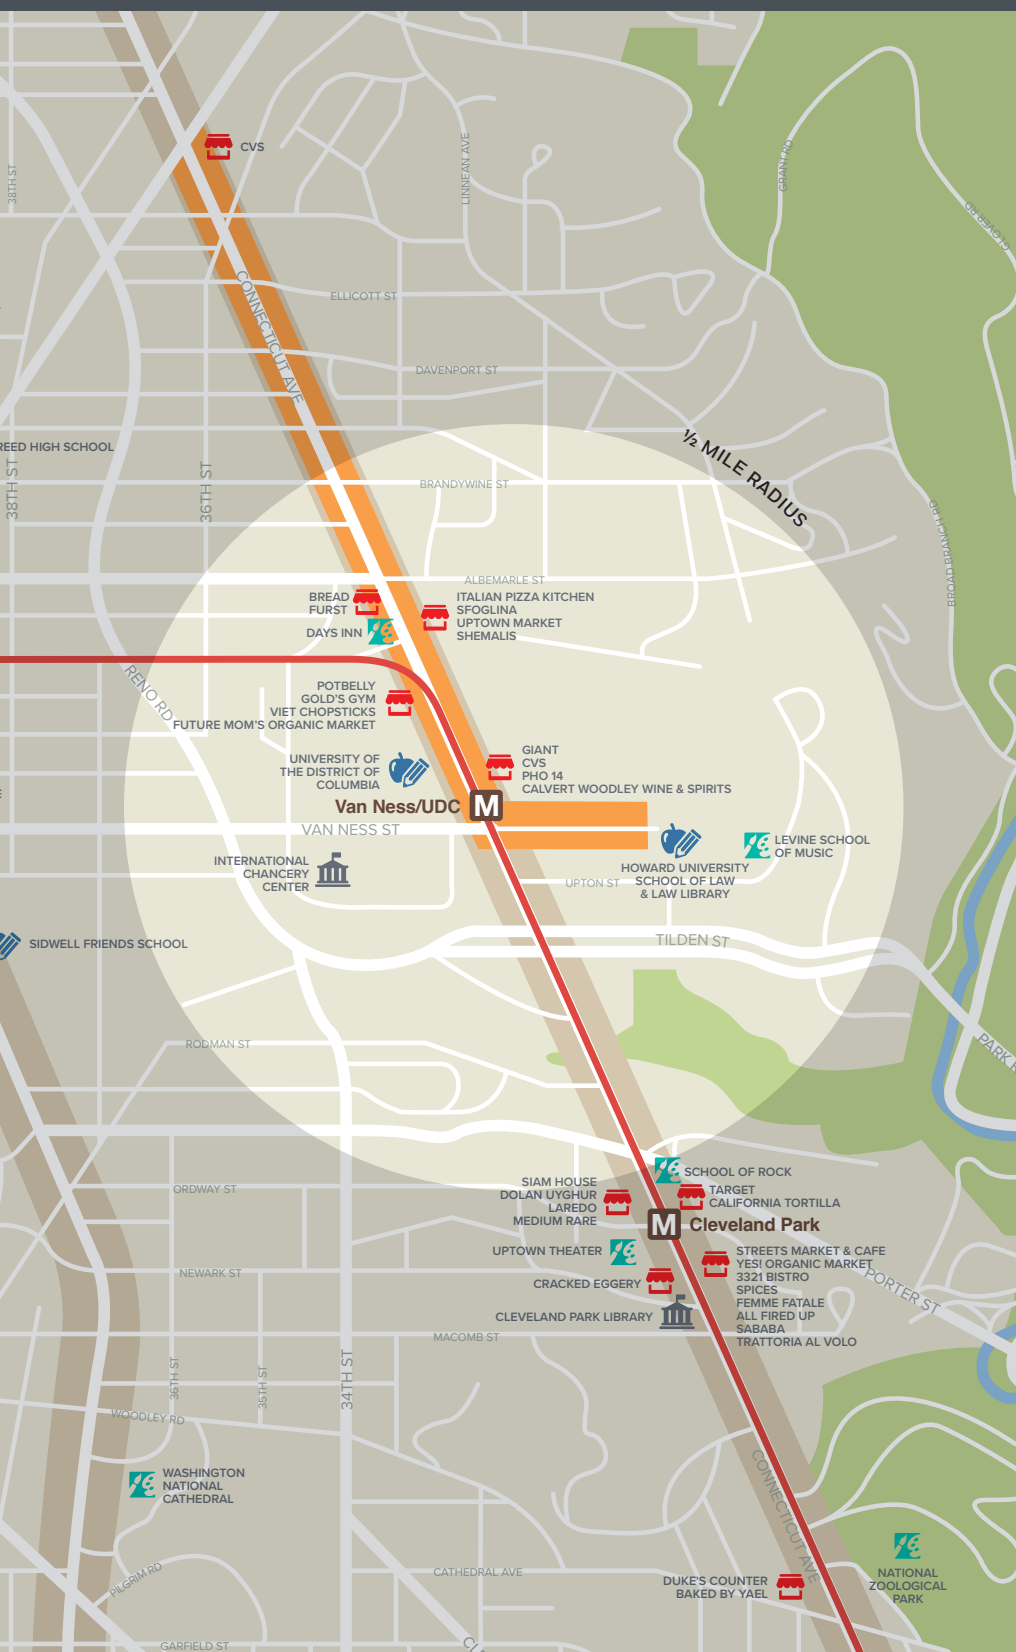 CVS
38TH ST
LINNEAN AVE
GRANT RD
GLOVER RD
CONNECTICUT AVE
ELLICOTT ST
DAVENPORT ST
REED HIGH SCHOOL
38TH ST
36TH ST
½ MILE RADIUS
BRANDYWINE ST
BROAD BRANCH RD
ALBEMARLE ST
BREAD
FURST
DAYS INN
ITALIAN PIZZA KITCHEN
SFOGLINA
UPTOWN MARKET
SHEMALIS
RENO RD
POTBELLY
GOLD'S GYM
VIET CHOPSTICKS
FUTURE MOM'S ORGANIC MARKET
UNIVERSITY OF
THE DISTRICT OF
COLUMBIA
GIANT
CVS
PHO 14
CALVERT WOODLEY WINE & SPIRITS
Van Ness/UDC
M
VAN NESS ST
INTERNATIONAL
CHANCERY
CENTER
LEVINE SCHOOL
OF MUSIC
UPTON ST
HOWARD UNIVERSITY
SCHOOL OF LAW
& LAW LIBRARY
SIDWELL FRIENDS SCHOOL
TILDEN ST
RODMAN ST
PARK R
SCHOOL OF ROCK
SIAM HOUSE
DOLAN UYGHUR
LAREDO
MEDIUM RARE
TARGET
CALIFORNIA TORTILLA
ORDWAY ST
M
Cleveland Park
UPTOWN THEATER
STREETS MARKET & CAFE
YES! ORGANIC MARKET
3321 BISTRO
SPICES
FEMME FATALE
ALL FIRED UP
SABABA
TRATTORIA AL VOLO
NEWARK ST
CRACKED EGGERY
PORTER ST
CLEVELAND PARK LIBRARY
MACOMB ST
36TH ST
35TH ST
34TH ST
WOODLEY RD
WASHINGTON
NATIONAL
CATHEDRAL
CONNECTICUT AVE
PILGRIM RD
CATHEDRAL AVE
DUKE'S COUNTER
BAKED BY YAEL
NATIONAL
ZOOLOGICAL
PARK
GARFIELD ST